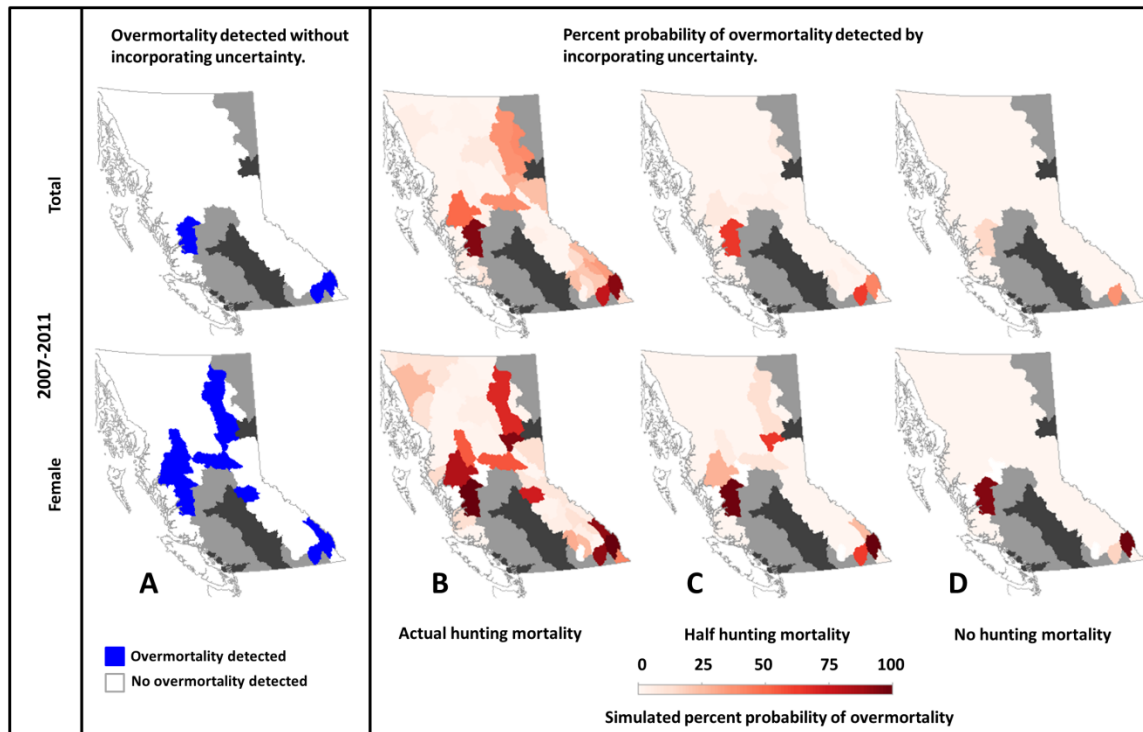 Overmortality detected without
incorporating uncertainty.
Percent probability of overmortality detected by
incorporating uncertainty.
2007-2011
Total
Female
A
B
C
D
Actual hunting mortality
Half hunting mortality
No hunting mortality
Overmortality detected
No overmortality detected
0 25 50 75 100
Simulated percent probability of overmortality